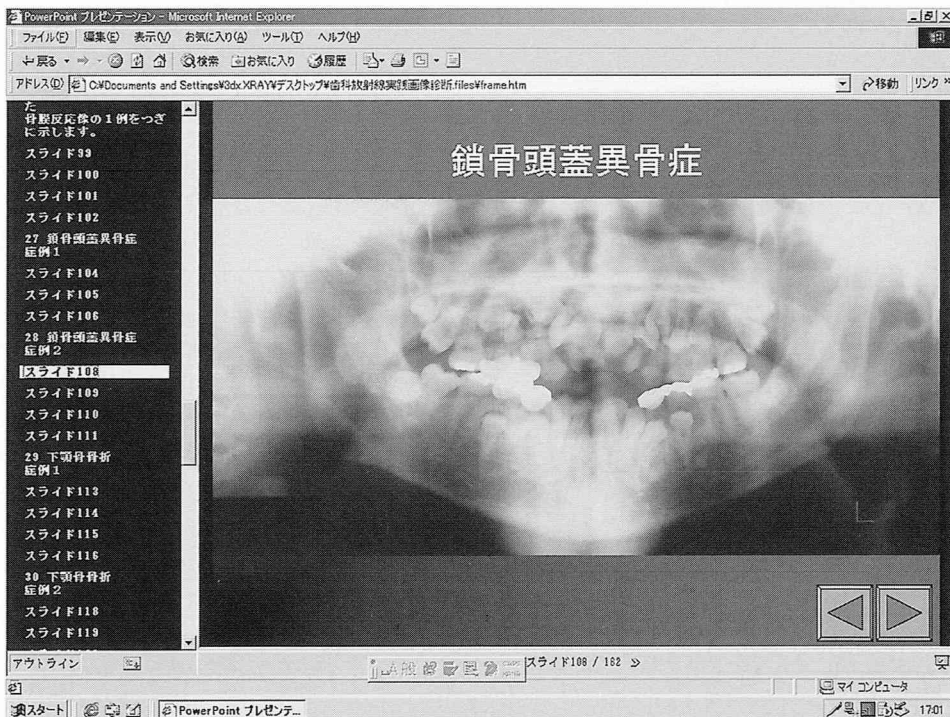 PowerPoint プレゼンテーション - Microsoft Internet Explorer
ファイル(F) 編集(E) 表示(V) お気に入り(A) ツール(T) ヘルプ(H)
戻る 検索 お気に入り 履歴
アドレス(D) C:¥Documents and Settings¥3dx.XRAY¥デスクトップ¥歯科放射線実践画像診断.files¥frame.htm 移動 リンク »
た
骨膜反応像の1例をつぎ
に示します。
スライド99
スライド100
スライド101
スライド102
27 鎖骨頭蓋異骨症
症例1
スライド104
スライド105
スライド106
28 鎖骨頭蓋異骨症
症例2
スライド108
スライド109
スライド110
スライド111
29 下顎骨骨折
症例1
スライド113
スライド114
スライド115
スライド116
30 下顎骨骨折
症例2
スライド118
スライド119
鎖骨頭蓋異骨症
L
アウトライン
A 般
スライド108 / 162
マイ コンピュータ
スタート PowerPoint プレゼンテ... 17:01